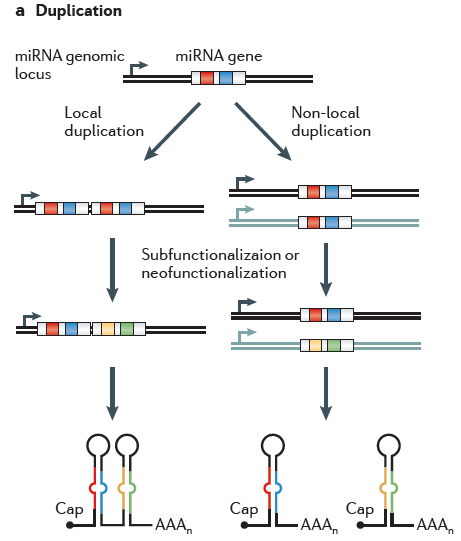 a Duplication
miRNA genomic
locus
miRNA gene
Local
duplication
Non-local
duplication
Subfunctionalizaion or
neofunctionalization
Cap
AAAn
Cap
AAAn
Cap
AAAn